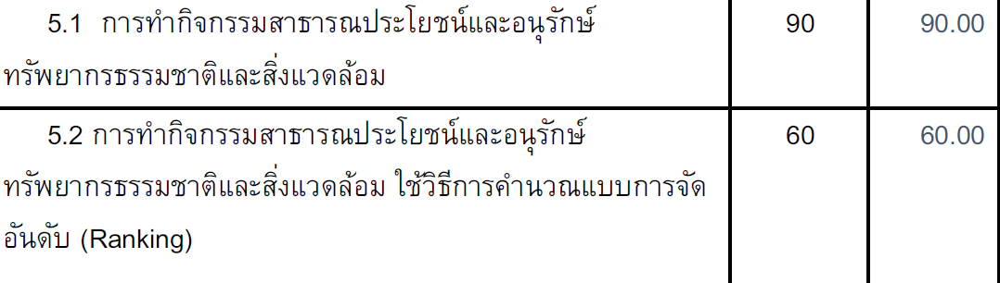 5.1 การทำกิจกรรมสาธารณประโยชน์และอนุรักษ์ 90 90.00
ทรัพยากรธรรมชาติและสิ่งแวดล้อม
5.2 การทำกิจกรรมสาธารณประโยชน์และอนุรักษ์ 60 60.00
ทรัพยากรธรรมชาติและสิ่งแวดล้อม ใช้วิธีการคำนวณแบบการจัด
อันดับ (Ranking)